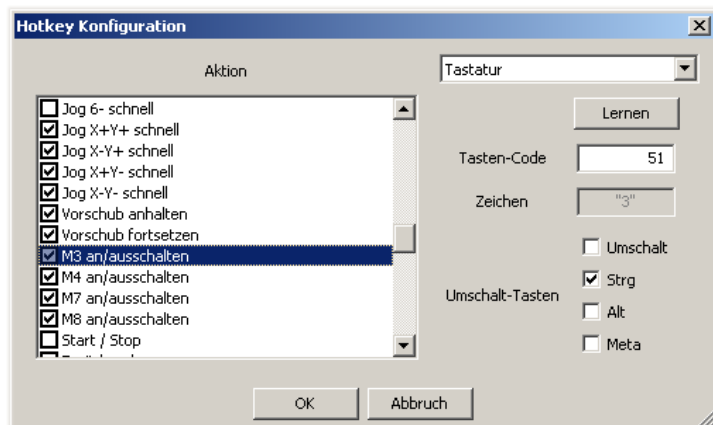 Hotkey Konfiguration
Aktion
Tastatur
Jog 6- schnell
Jog X+Y+ schnell
Jog X-Y+ schnell
Jog X+Y- schnell
Jog X-Y- schnell
Vorschub anhalten
Vorschub fortsetzen
M3 an/ausschalten
M4 an/ausschalten
M7 an/ausschalten
M8 an/ausschalten
Start / Stop
Lernen
Tasten-Code
51
Zeichen
"3"
Umschalt-Tasten
Umschalt
Strg
Alt
Meta
OK
Abbruch